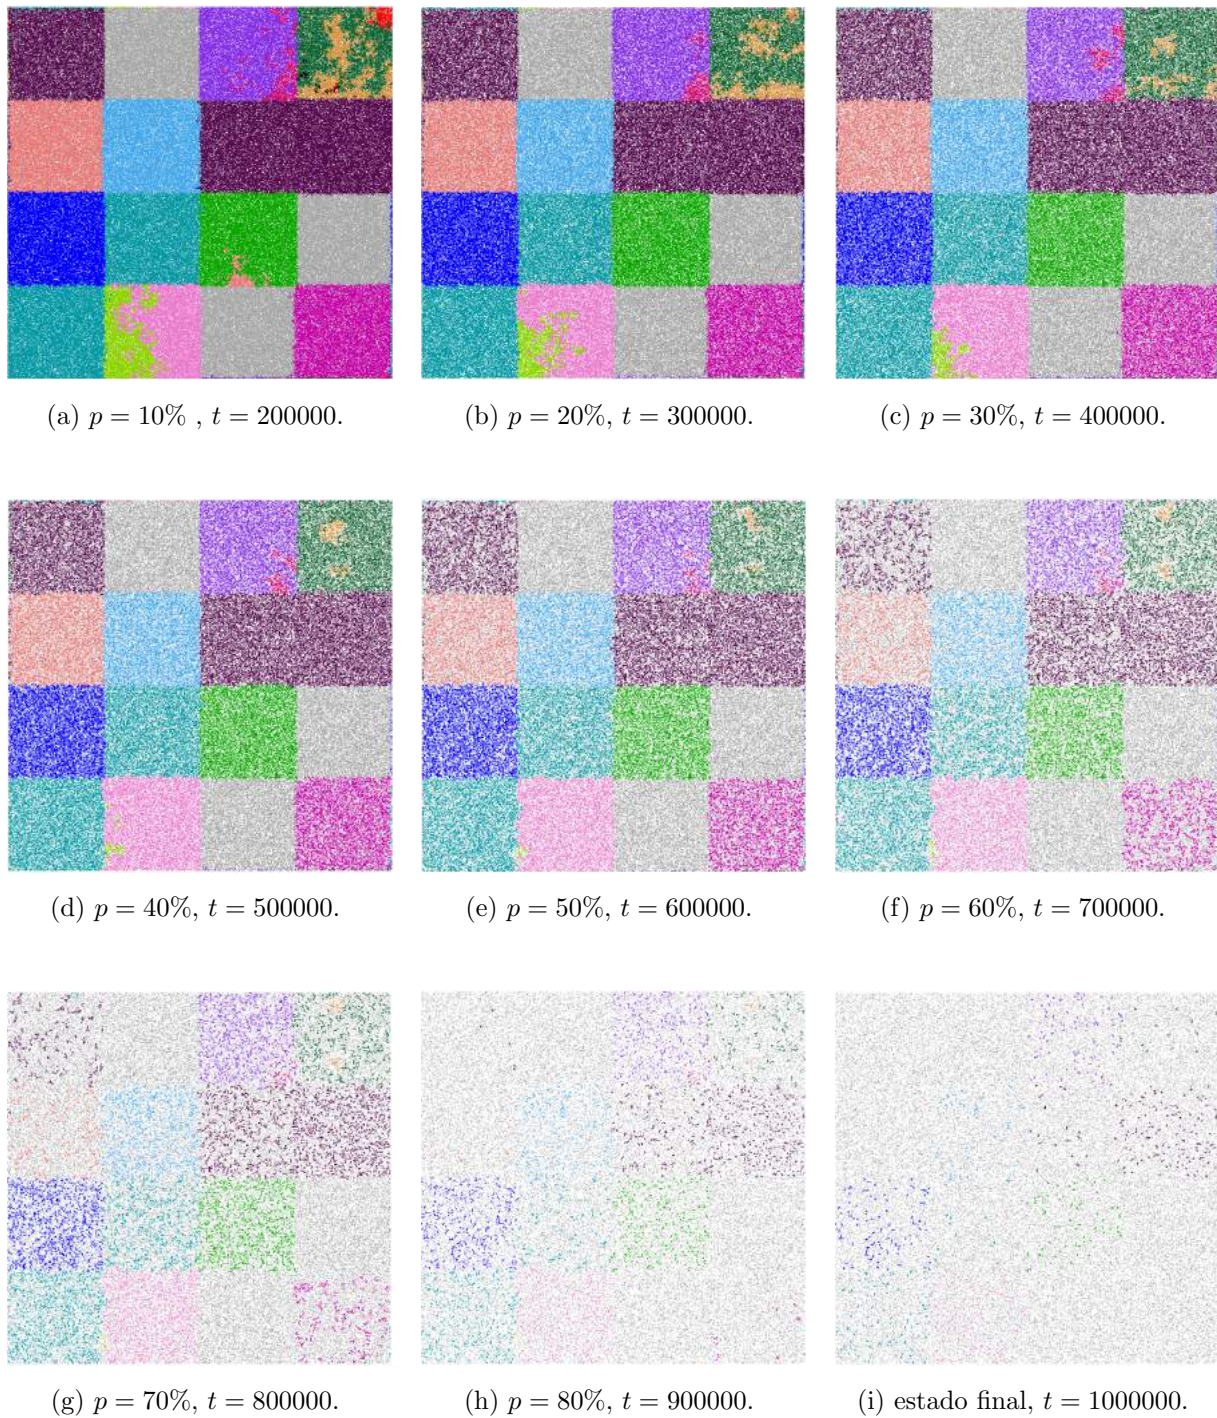 (a) p = 10% , t = 200000.
(b) p = 20%, t = 300000.
(c) p = 30%, t = 400000.
(d) p = 40%, t = 500000.
(e) p = 50%, t = 600000.
(f) p = 60%, t = 700000.
(g) p = 70%, t = 800000.
(h) p = 80%, t = 900000.
(i) estado final, t = 1000000.